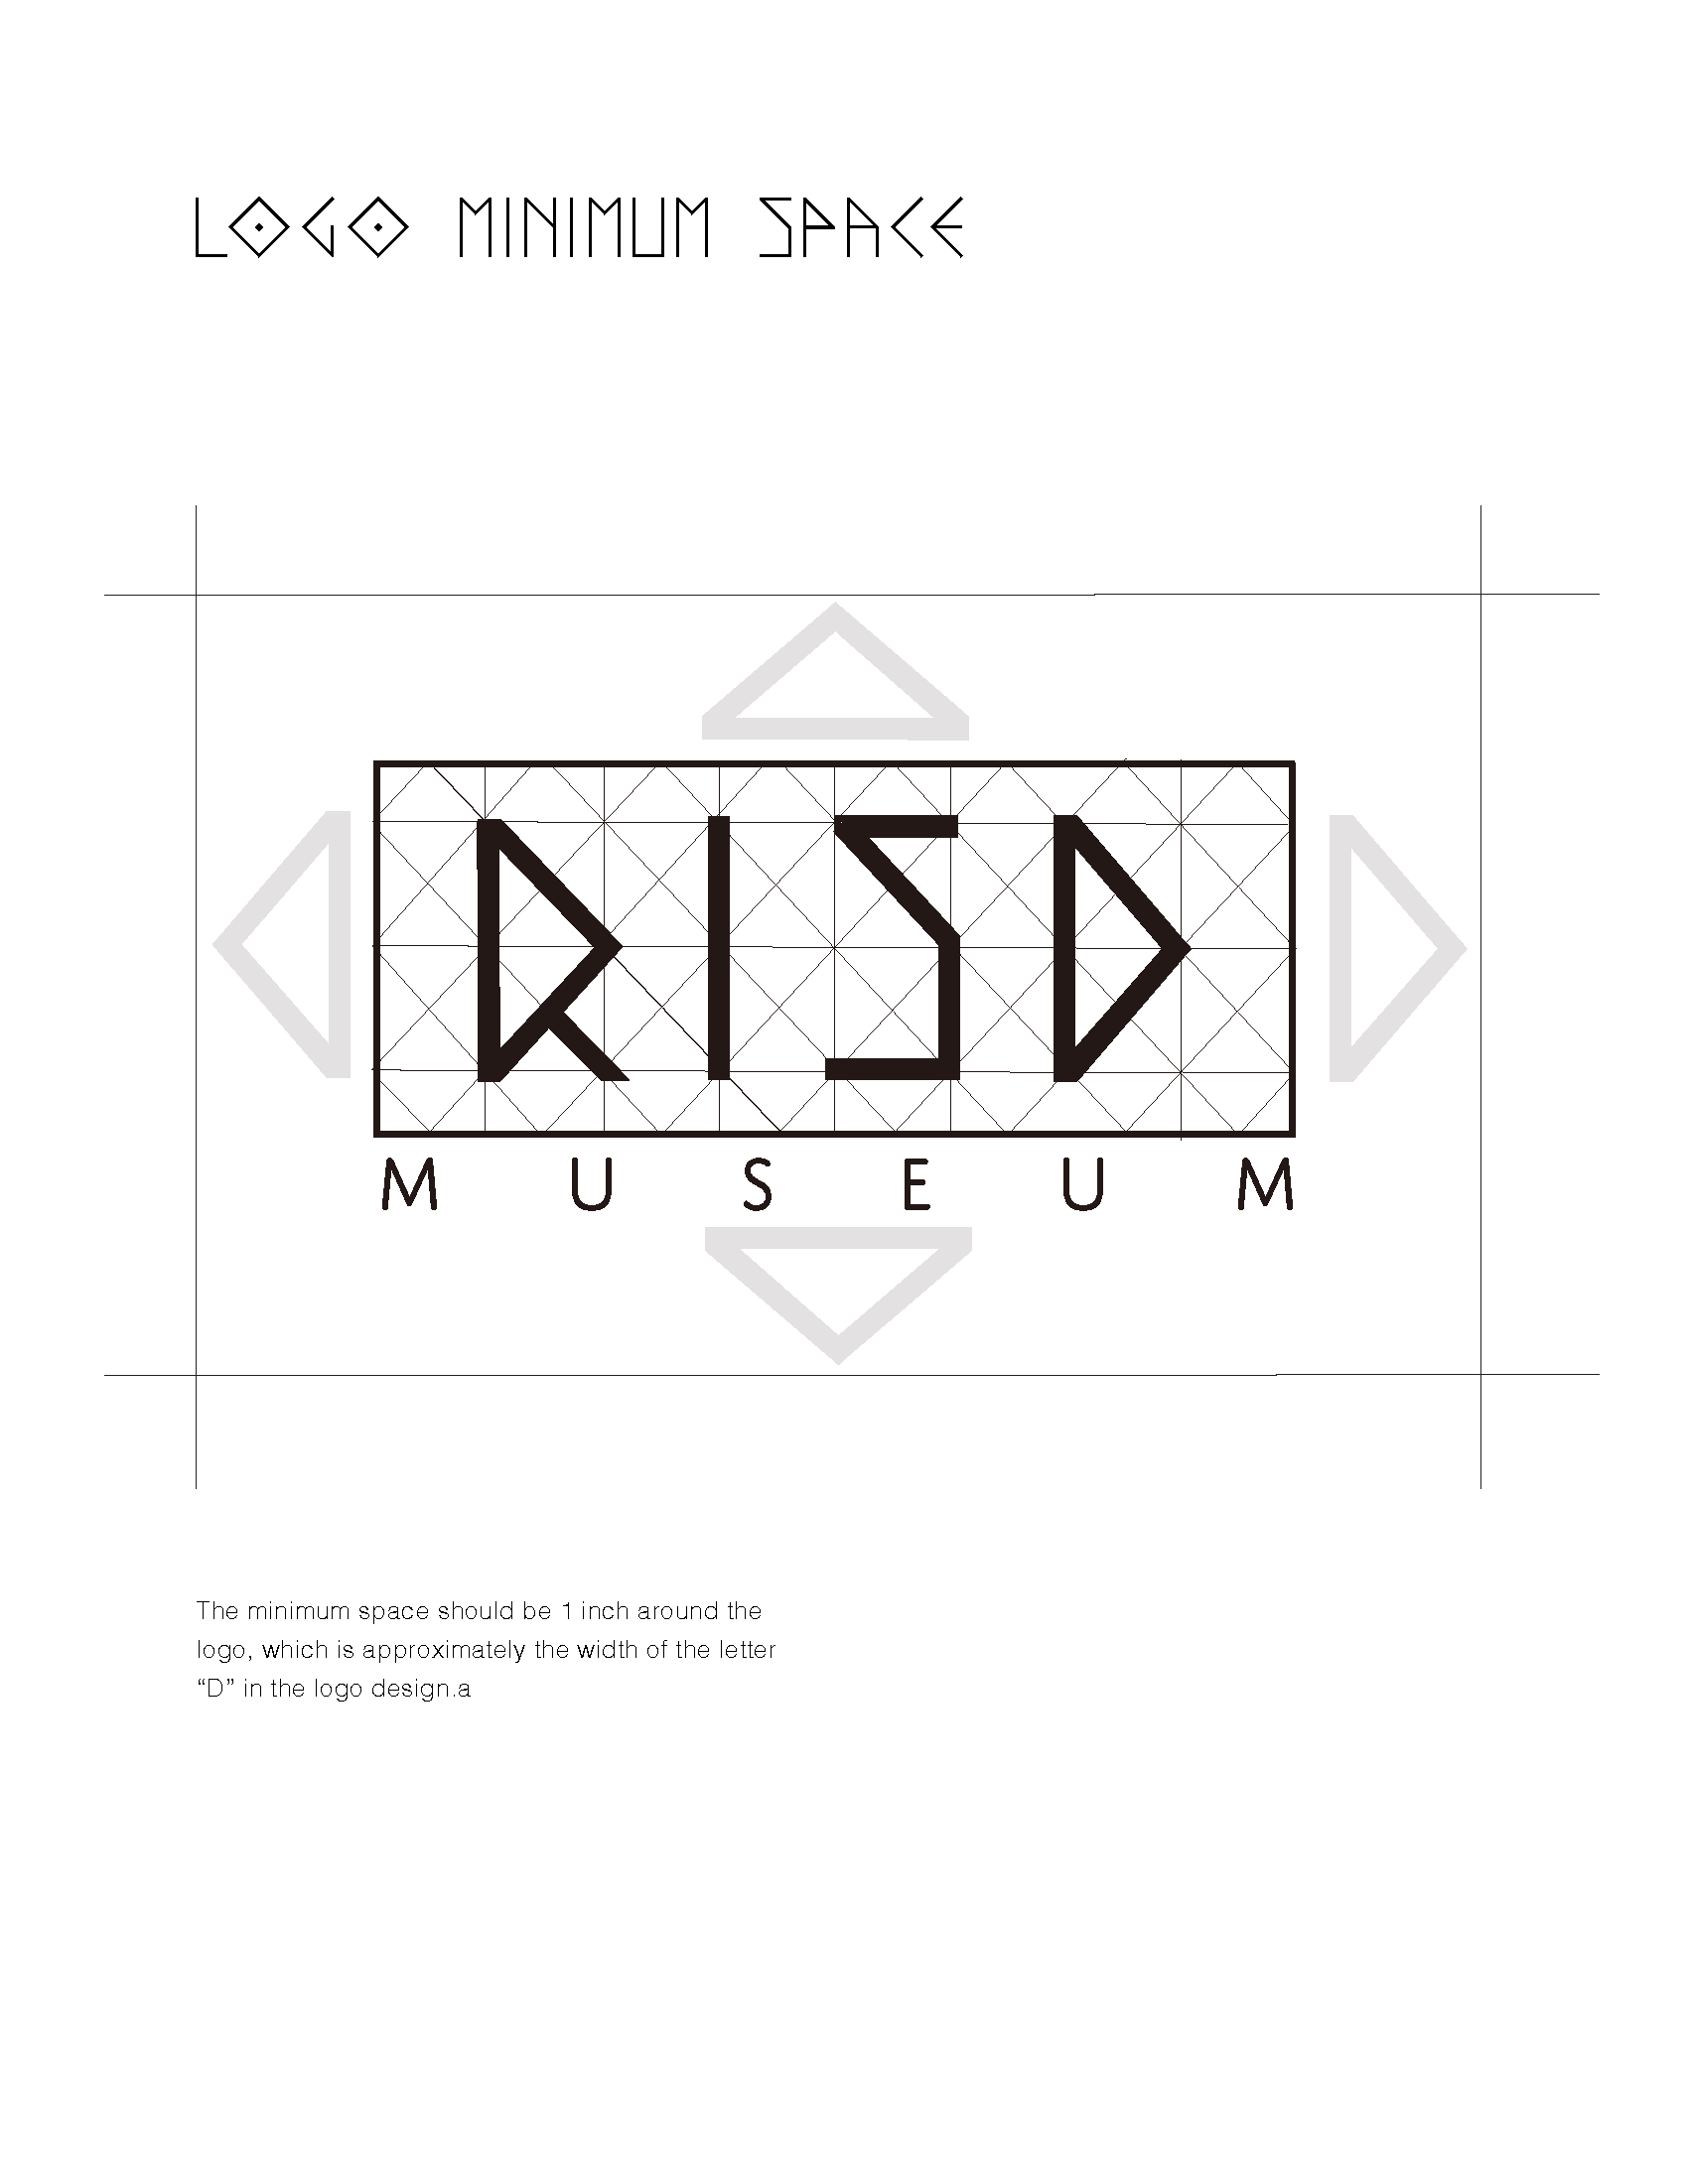 LOGO MINIMUM SPACE
RISD
MUSEUM
The minimum space should be 1 inch around the
logo, which is approximately the width of the letter
“D” in the logo design.a